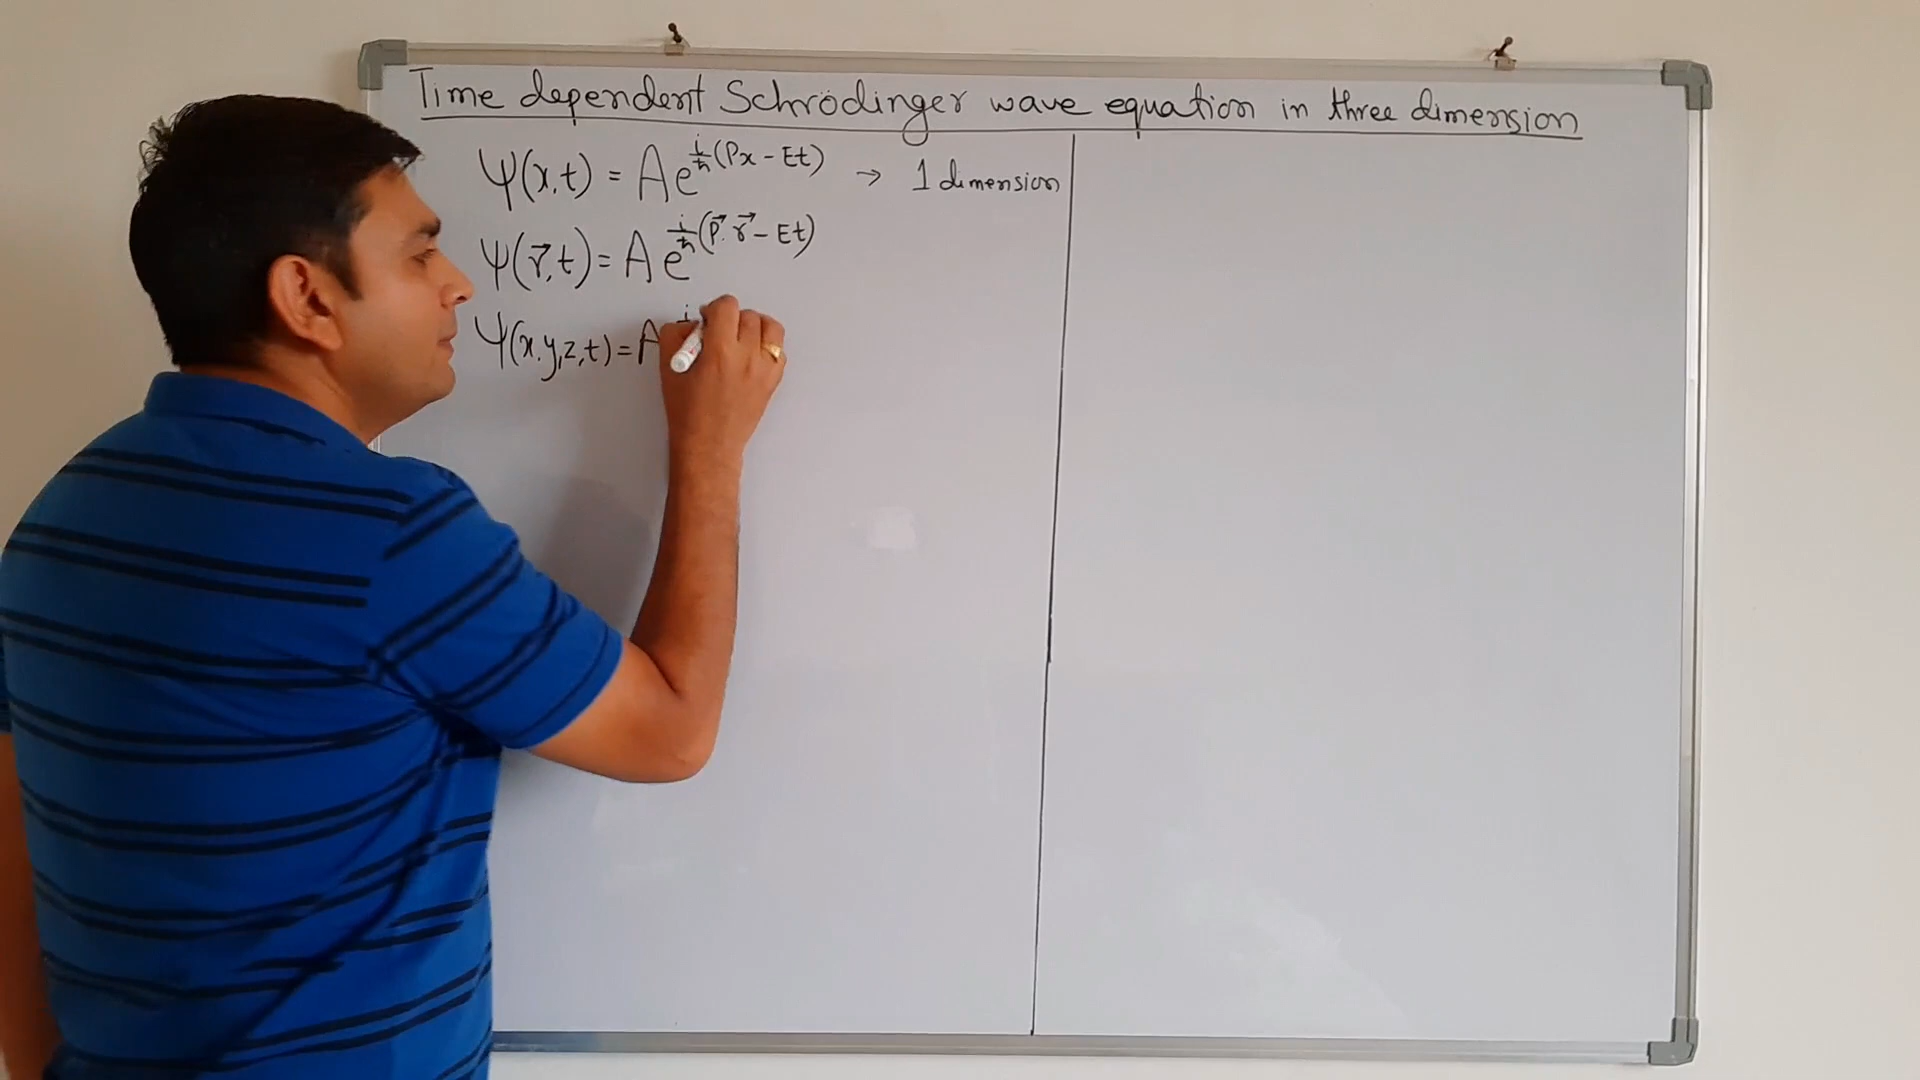 Time dependent Schrödinger wave equation in three dimension
Ψ(x,t) = Ae^{i/ħ(Px - Et)} → 1 dimension
Ψ(r⃗,t) = A e^{i/ħ(P⃗.r⃗ - Et)}
Ψ(x,y,z,t) = A i